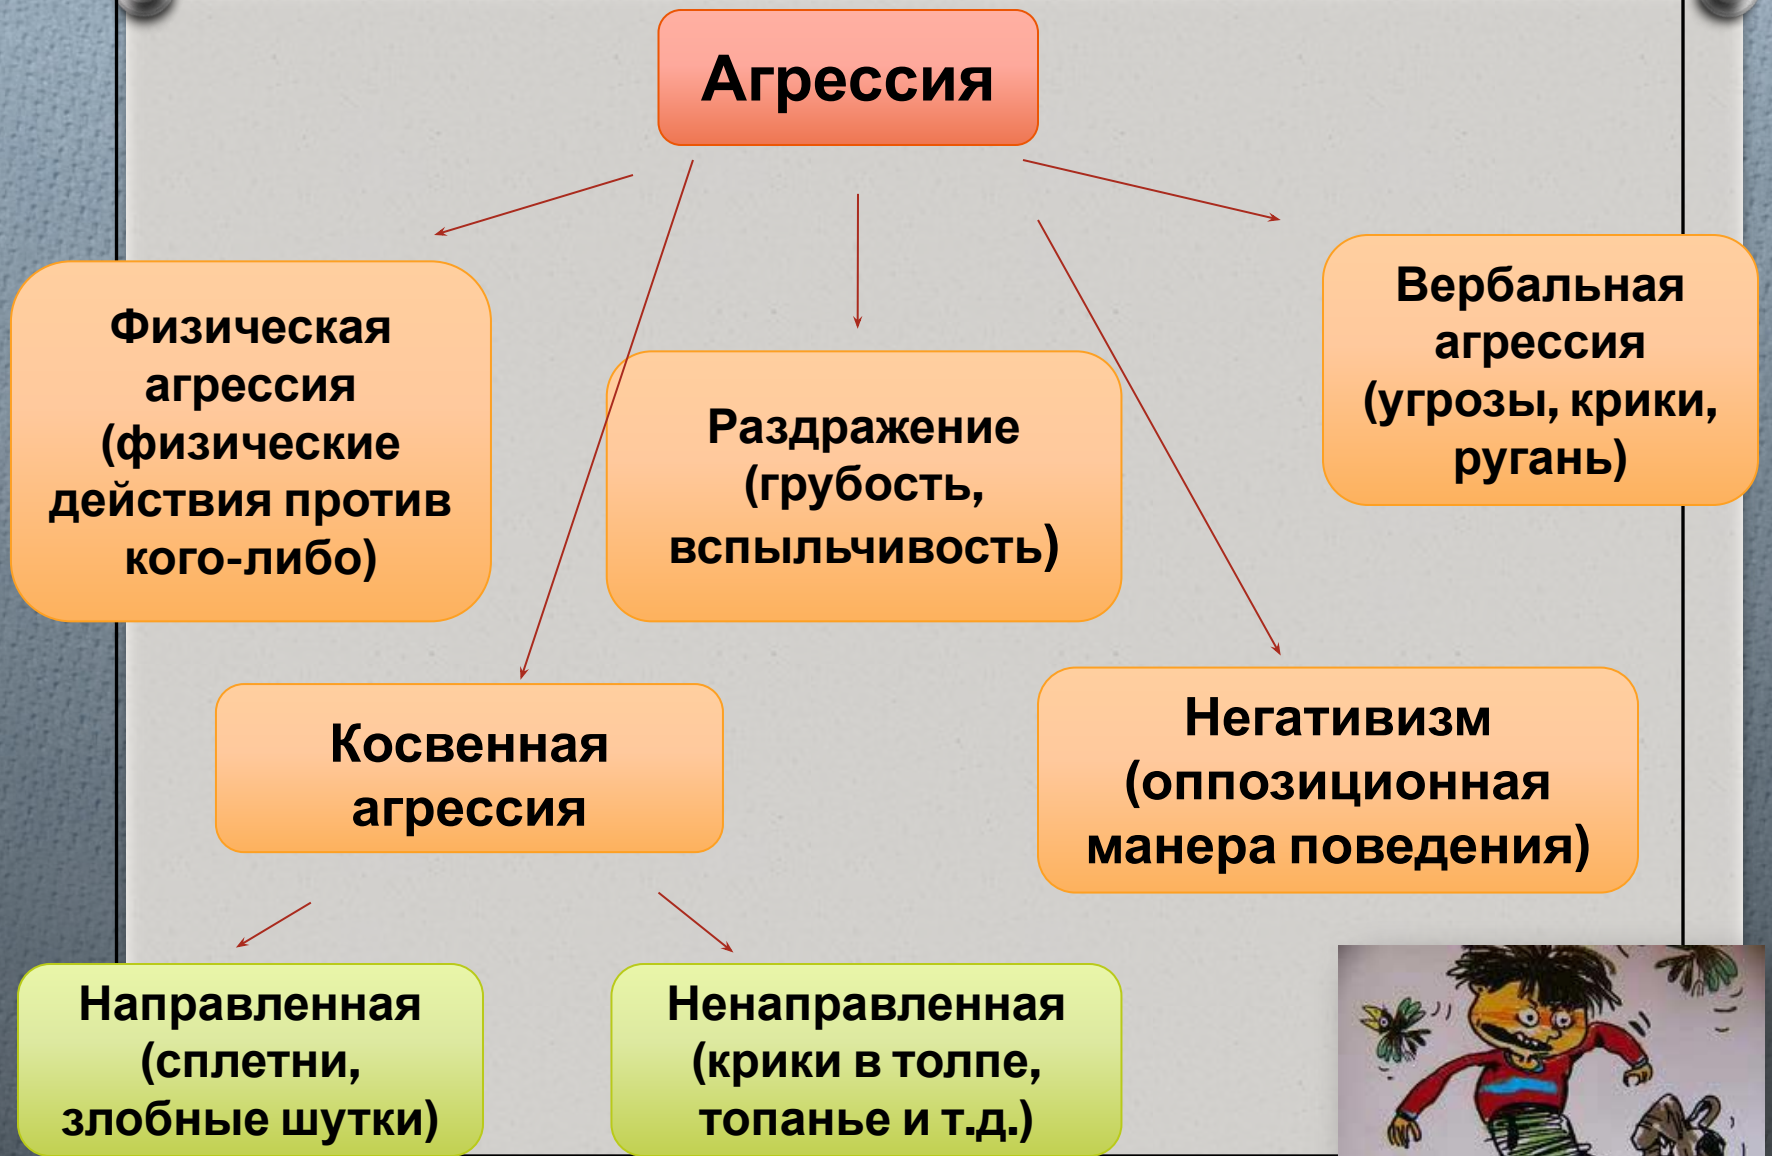 Агрессия
Физическая
агрессия
(физические
действия против
кого-либо)
Раздражение
(грубость,
вспыльчивость)
Вербальная
агрессия
(угрозы, крики,
ругань)
Косвенная
агрессия
Негативизм
(оппозиционная
манера поведения)
Направленная
(сплетни,
злобные шутки)
Ненаправленная
(крики в толпе,
топанье и т.д.)